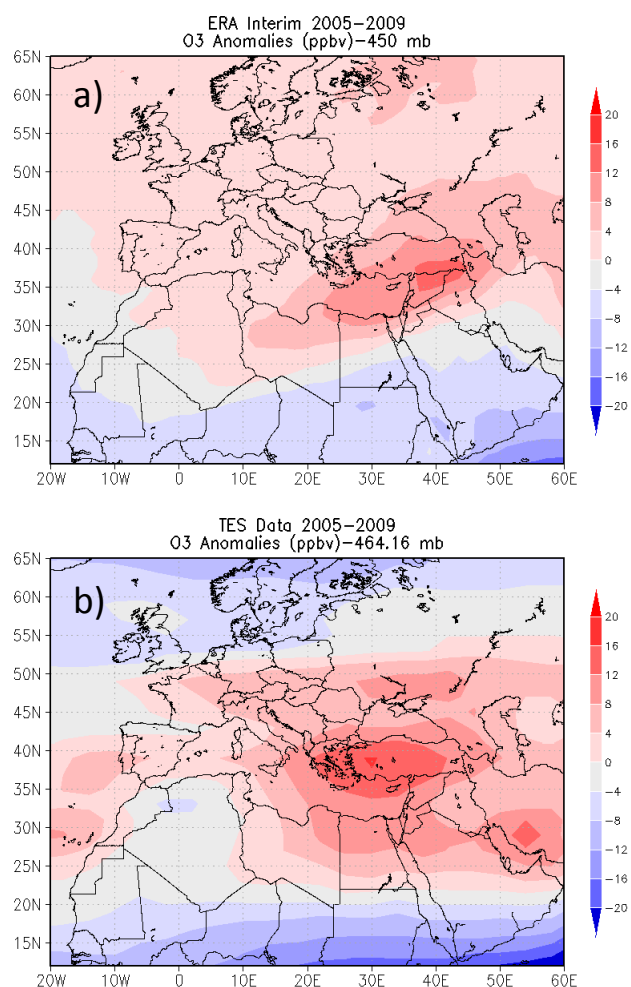 ERA Interim 2005−2009
O3 Anomalies (ppbv)−450 mb
a)
65N
60N
55N
50N
45N
40N
35N
30N
25N
20N
15N
20W 10W 0 10E 20E 30E 40E 50E 60E
20
16
12
8
4
0
−4
−8
−12
−16
−20
TES Data 2005−2009
O3 Anomalies (ppbv)−464.16 mb
b)
65N
60N
55N
50N
45N
40N
35N
30N
25N
20N
15N
20W 10W 0 10E 20E 30E 40E 50E 60E
20
16
12
8
4
0
−4
−8
−12
−16
−20